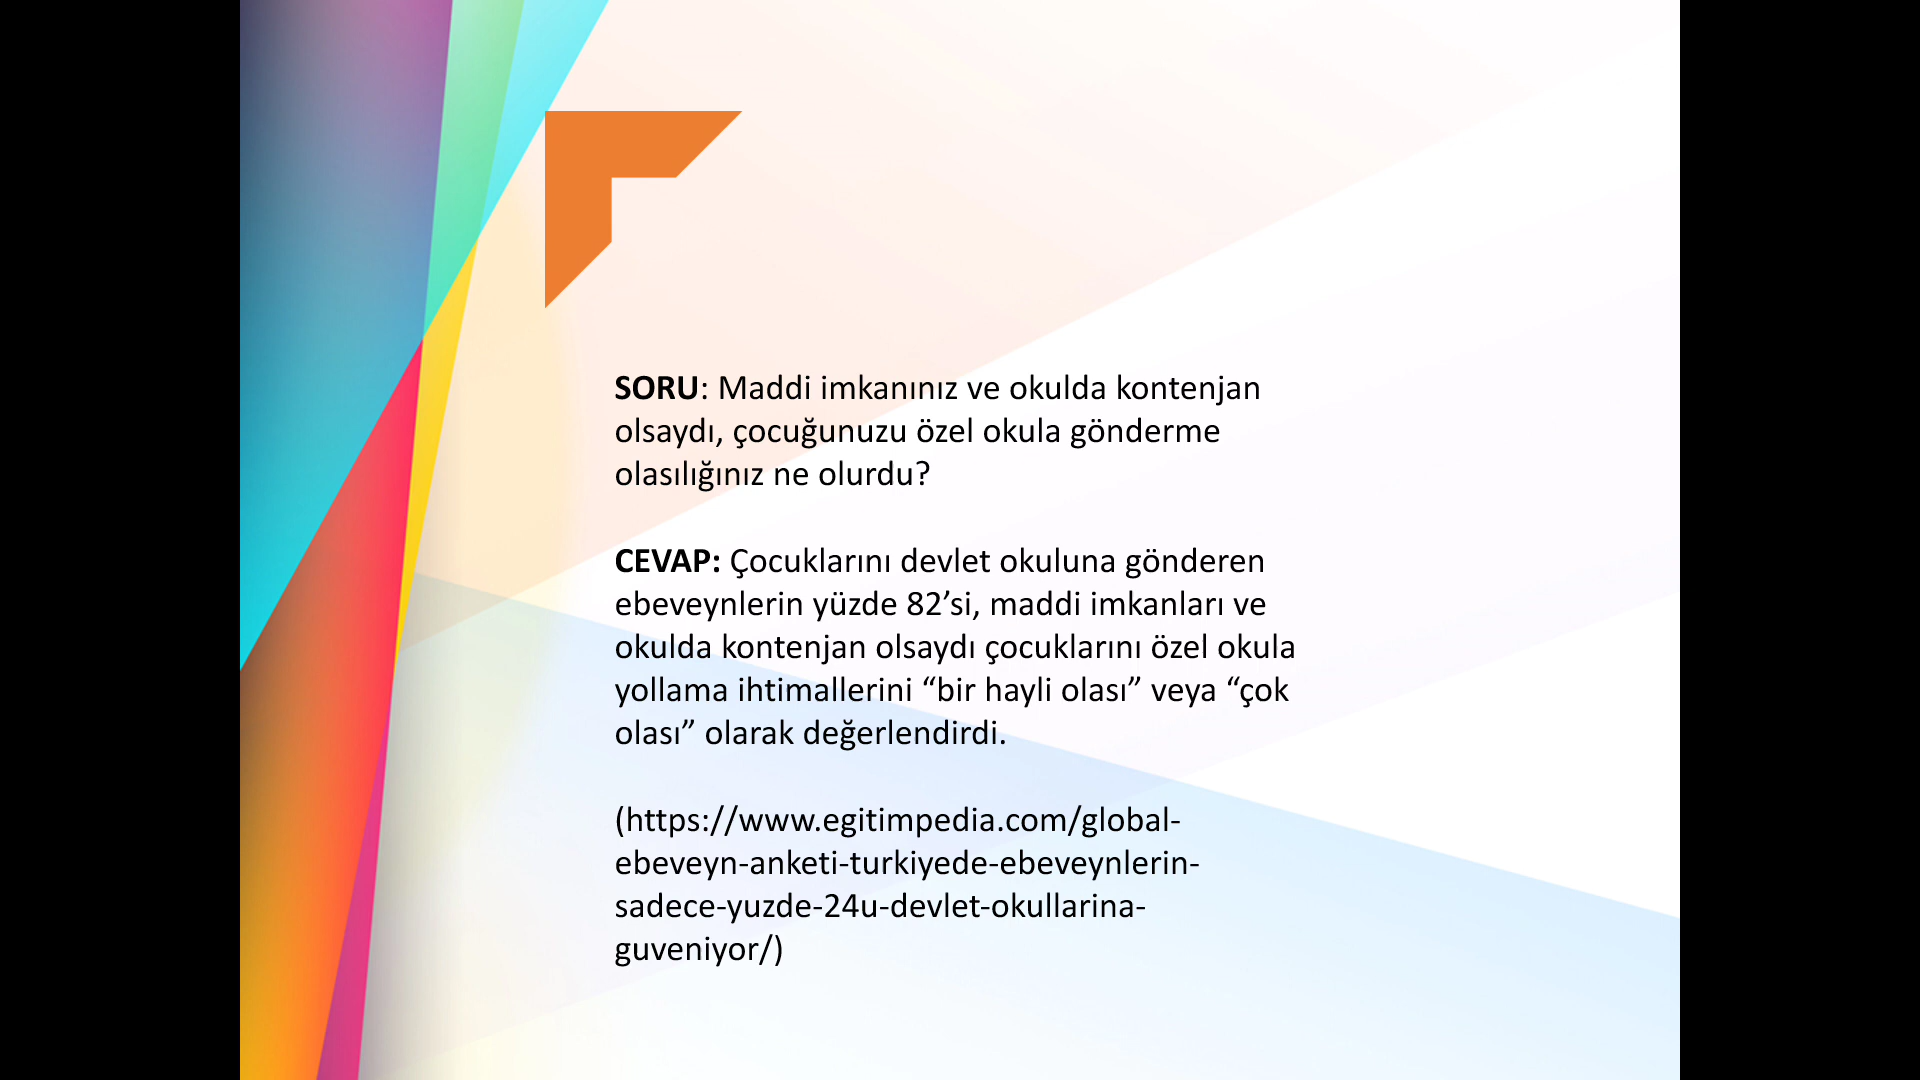 SORU: Maddi imkanınız ve okulda kontenjan
olsaydı, çocuğunuzu özel okula gönderme
olasılığınız ne olurdu?
CEVAP: Çocuklarını devlet okuluna gönderen
ebeveynlerin yüzde 82’si, maddi imkanları ve
okulda kontenjan olsaydı çocuklarını özel okula
yollama ihtimallerini “bir hayli olası” veya “çok
olası” olarak değerlendirdi.
(https://www.egitimpedia.com/global-
ebeveyn-anketi-turkiyede-ebeveynlerin-
sadece-yuzde-24u-devlet-okullarina-
guveniyor/)